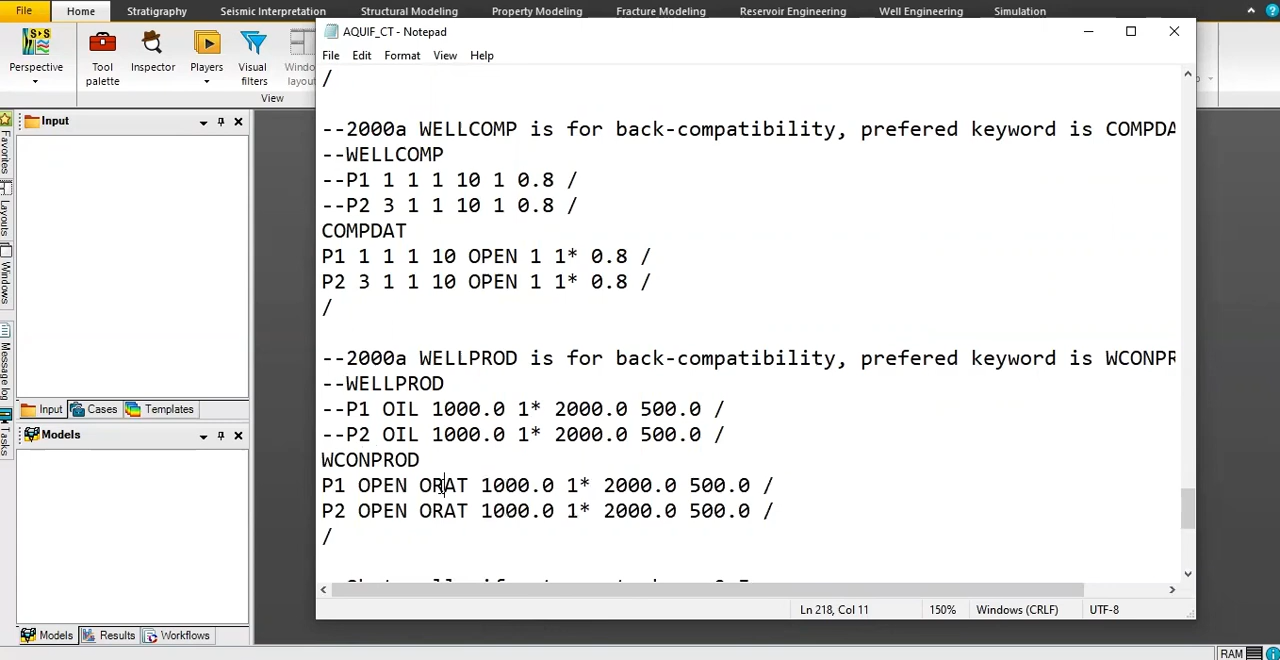 File Home Stratigraphy Seismic Interpretation Structural Modeling Property Modeling Fracture Modeling Reservoir Engineering Well Engineering Simulation
Perspective
Tool palette
Inspector
Players
Visual filters
View
AQUIF_CT - Notepad
File Edit Format View Help
/
--2000a WELLCOMP is for back-compatibility, prefered keyword is COMPDA
--WELLCOMP
--P1 1 1 1 10 1 0.8 /
--P2 3 1 1 10 1 0.8 /
COMPDAT
P1 1 1 1 10 OPEN 1 1* 0.8 /
P2 3 1 1 10 OPEN 1 1* 0.8 /
/
--2000a WELLPROD is for back-compatibility, prefered keyword is WCONPR
--WELLPROD
--P1 OIL 1000.0 1* 2000.0 500.0 /
--P2 OIL 1000.0 1* 2000.0 500.0 /
WCONPROD
P1 OPEN ORAT 1000.0 1* 2000.0 500.0 /
P2 OPEN ORAT 1000.0 1* 2000.0 500.0 /
/
Ln 218, Col 11 150% Windows (CRLF) UTF-8
Input
Input Cases Templates
Models
Models Results Workflows
Favorites
Layouts
Windows
Message log
Tasks
RAM